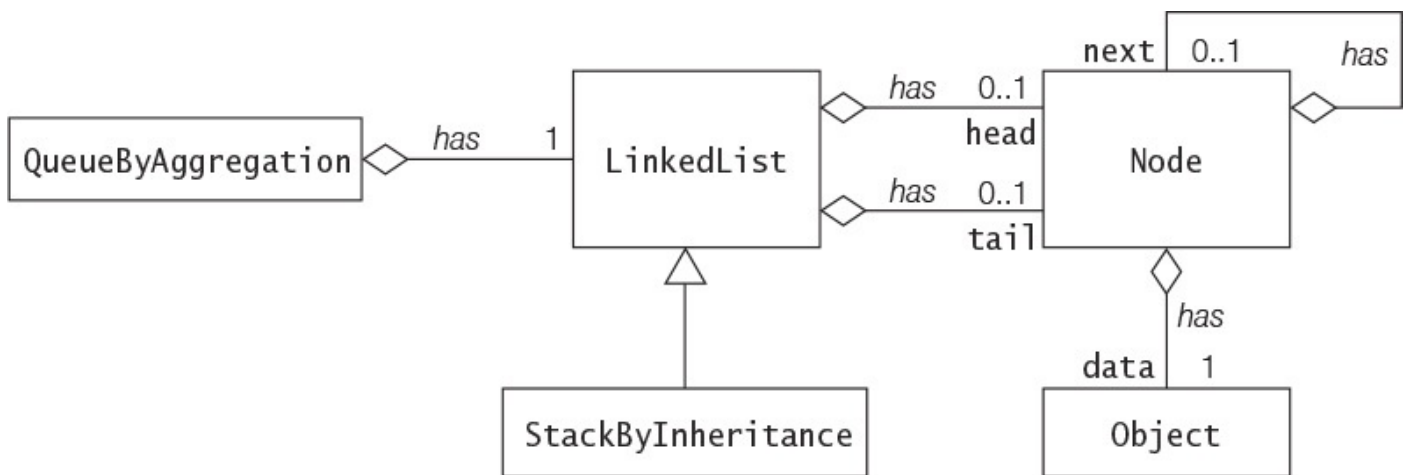 next 0..1
has
has 0..1
head
has 1
QueueByAggregation
LinkedList
Node
has 0..1
tail
has
data 1
StackByInheritance
Object